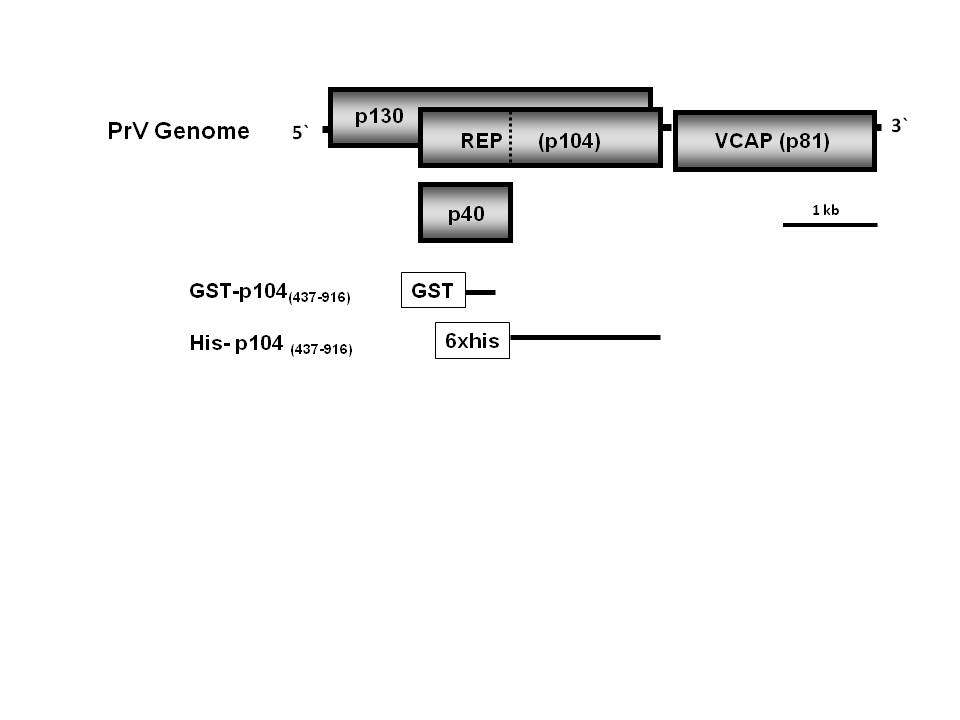 PrV Genome 5` p130 REP (p104) VCAP (p81) 3`
p40
1 kb
GST-p104(437-916) GST
His- p104 (437-916) 6xhis